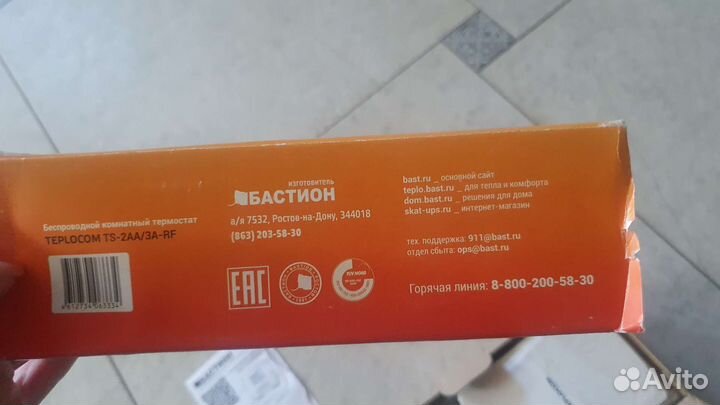 Беспроводной комнатный термостат
TEPLOCOM TS-2AA/3A-RF
изготовитель
БАСТИОН
а/я 7532, Ростов-на-Дону, 344018
(863) 203-58-30
EAC
bast.ru _ основной сайт
teplo.bast.ru _ для тепла и комфорта
dom.bast.ru _ решения для дома
skat-ups.ru _ интернет-магазин
тех. поддержка: 911@bast.ru
отдел сбыта: ops@bast.ru
Горячая линия: 8-800-200-58-30
Avito